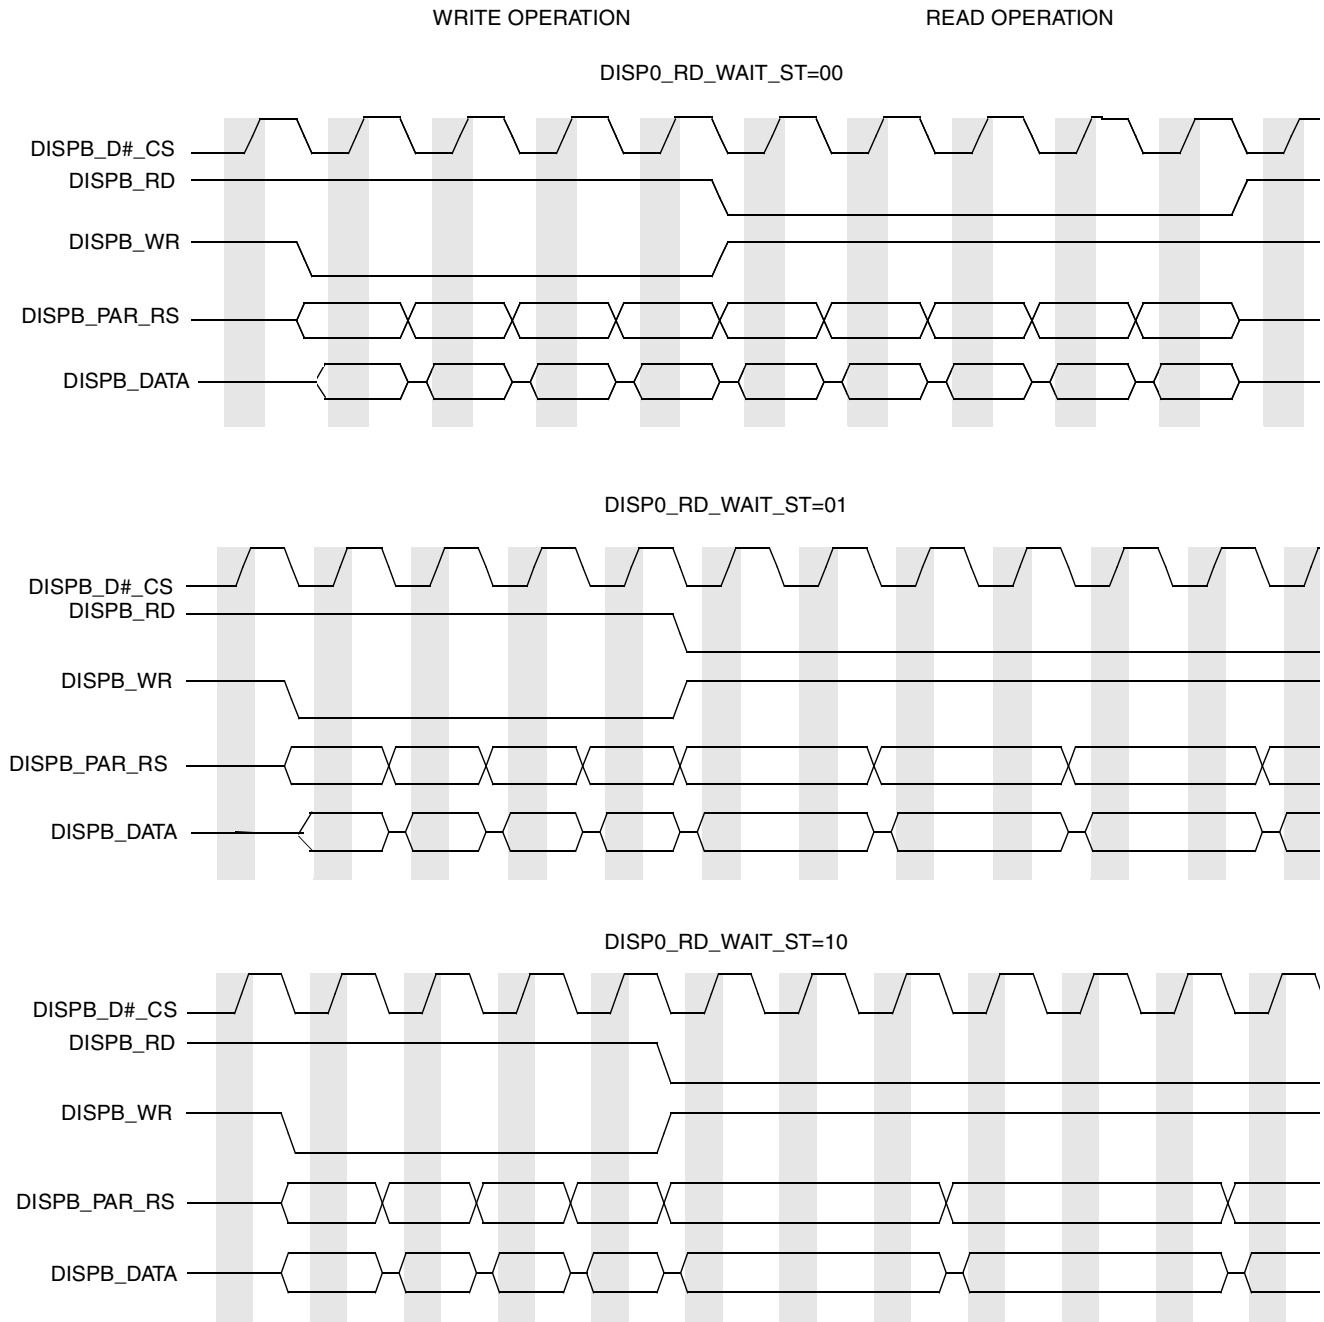 WRITE OPERATION
READ OPERATION
DISP0_RD_WAIT_ST=00
DISPB_D#_CS
DISPB_RD
DISPB_WR
DISPB_PAR_RS
DISPB_DATA
DISP0_RD_WAIT_ST=01
DISPB_D#_CS
DISPB_RD
DISPB_WR
DISPB_PAR_RS
DISPB_DATA
DISP0_RD_WAIT_ST=10
DISPB_D#_CS
DISPB_RD
DISPB_WR
DISPB_PAR_RS
DISPB_DATA